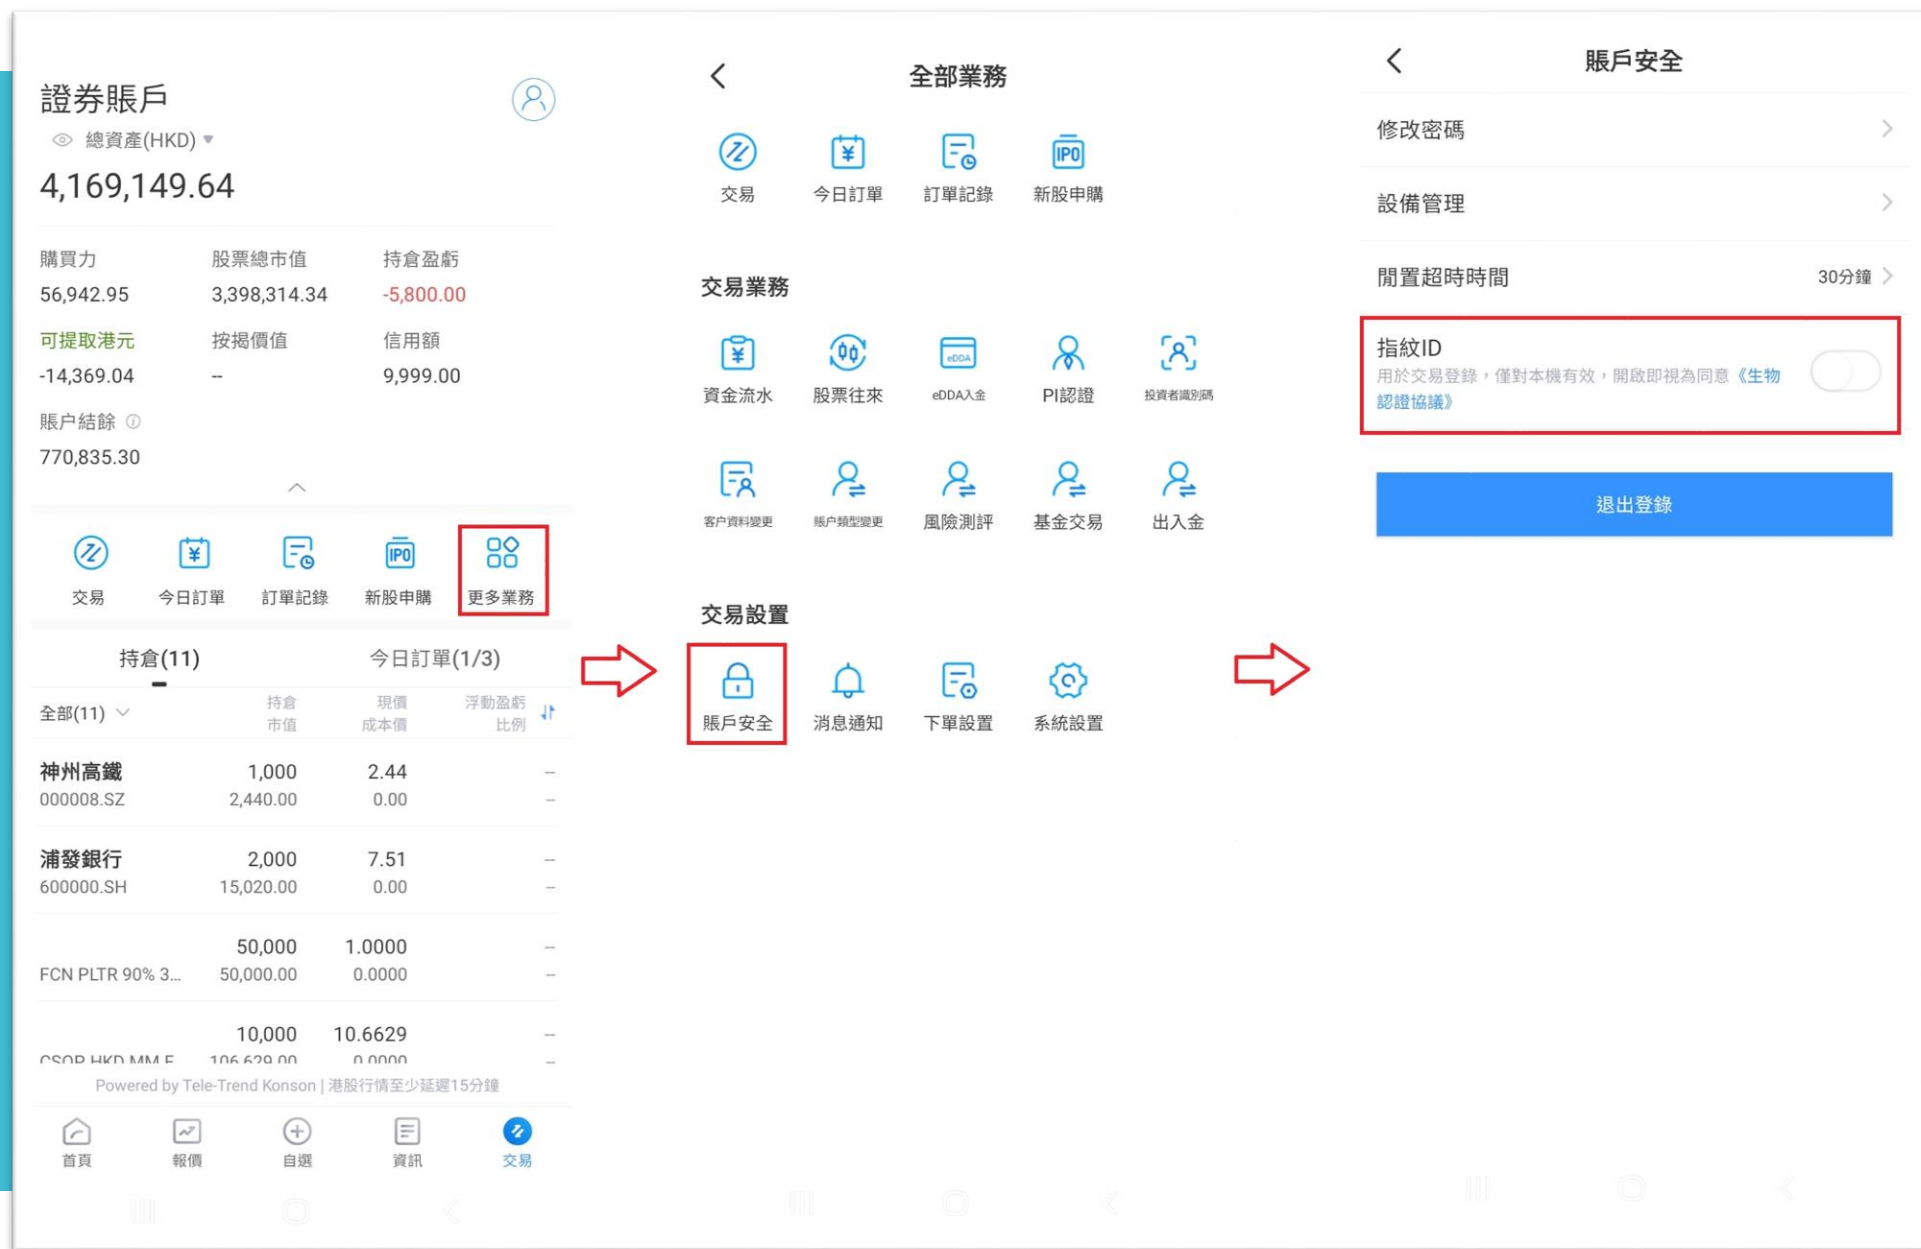 證券賬戶
總資產(HKD)
4,169,149.64
購買力 股票總市值 持倉盈虧
56,942.95 3,398,314.34 -5,800.00
可提取港元 按揭價值 信用額
-14,369.04 -- 9,999.00
賬戶結餘
770,835.30
交易 今日訂單 訂單記錄 新股申購 更多業務
持倉(11) 今日訂單(1/3)
全部(11) 持倉 現價 浮動盈虧
市值 成本價 比例
神州高鐵 1,000 2.44 --
000008.SZ 2,440.00 0.00 --
浦發銀行 2,000 7.51 --
600000.SH 15,020.00 0.00 --
50,000 1.0000 --
FCN PLTR 90% 3... 50,000.00 0.0000 --
10,000 10.6629 --
CSOP HKD MM F 106,629.00 0.0000 --
Powered by Tele-Trend Konson | 港股行情至少延遲15分鐘
首頁 報價 自選 資訊 交易
全部業務
IPO
交易 今日訂單 訂單記錄 新股申購
交易業務
eDDA
資金流水 股票往來 eDDA入金 PI認證 投資者識別碼
客户資料變更 賬户類型變更 風險測評 基金交易 出入金
交易設置
賬戶安全 消息通知 下單設置 系統設置
賬戶安全
修改密碼
設備管理
閒置超時時間 30分鐘
指紋ID
用於交易登錄，僅對本機有效，開啟即視為同意《生物
認證協議》
退出登錄